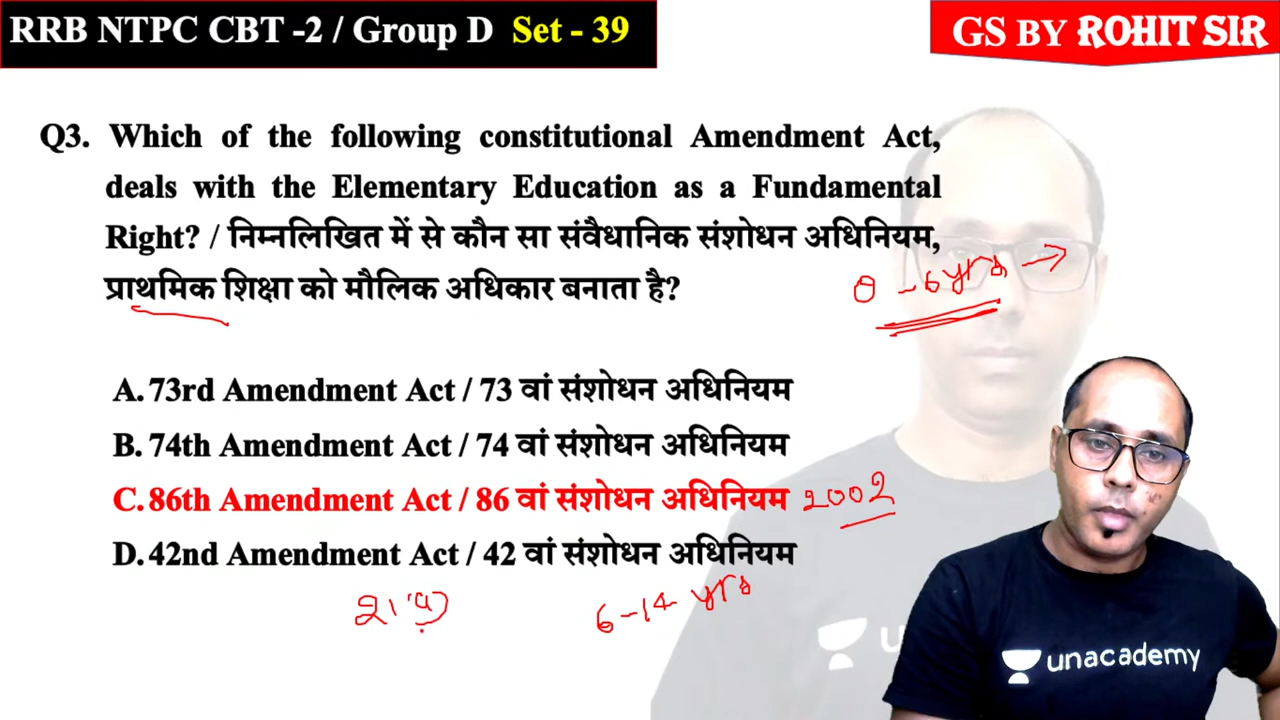 RRB NTPC CBT -2 / Group D Set - 39
GS BY ROHIT SIR
Q3. Which of the following constitutional Amendment Act,
deals with the Elementary Education as a Fundamental
Right? / निम्नलिखित में से कौन सा संवैधानिक संशोधन अधिनियम,
प्राथमिक शिक्षा को मौलिक अधिकार बनाता है?
0 - 6 yrs →
A. 73rd Amendment Act / 73 वां संशोधन अधिनियम
B. 74th Amendment Act / 74 वां संशोधन अधिनियम
C. 86th Amendment Act / 86 वां संशोधन अधिनियम 2002
D. 42nd Amendment Act / 42 वां संशोधन अधिनियम
21(a) 6-14 yrs
unacademy